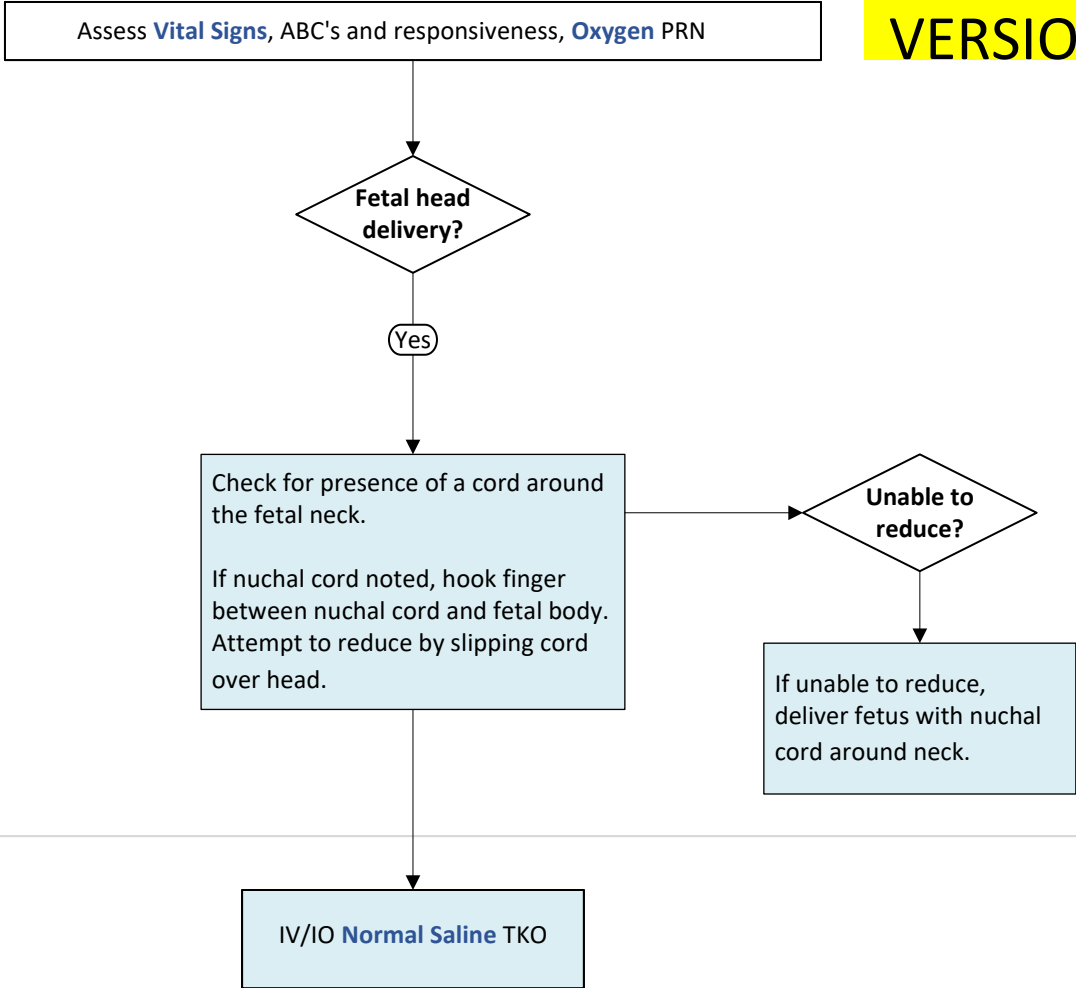 Assess Vital Signs, ABC's and responsiveness, Oxygen PRN
VERSIO
Fetal head
delivery?
Yes
Check for presence of a cord around
the fetal neck.
If nuchal cord noted, hook finger
between nuchal cord and fetal body.
Attempt to reduce by slipping cord
over head.
Unable to
reduce?
If unable to reduce,
deliver fetus with nuchal
cord around neck.
IV/IO Normal Saline TKO